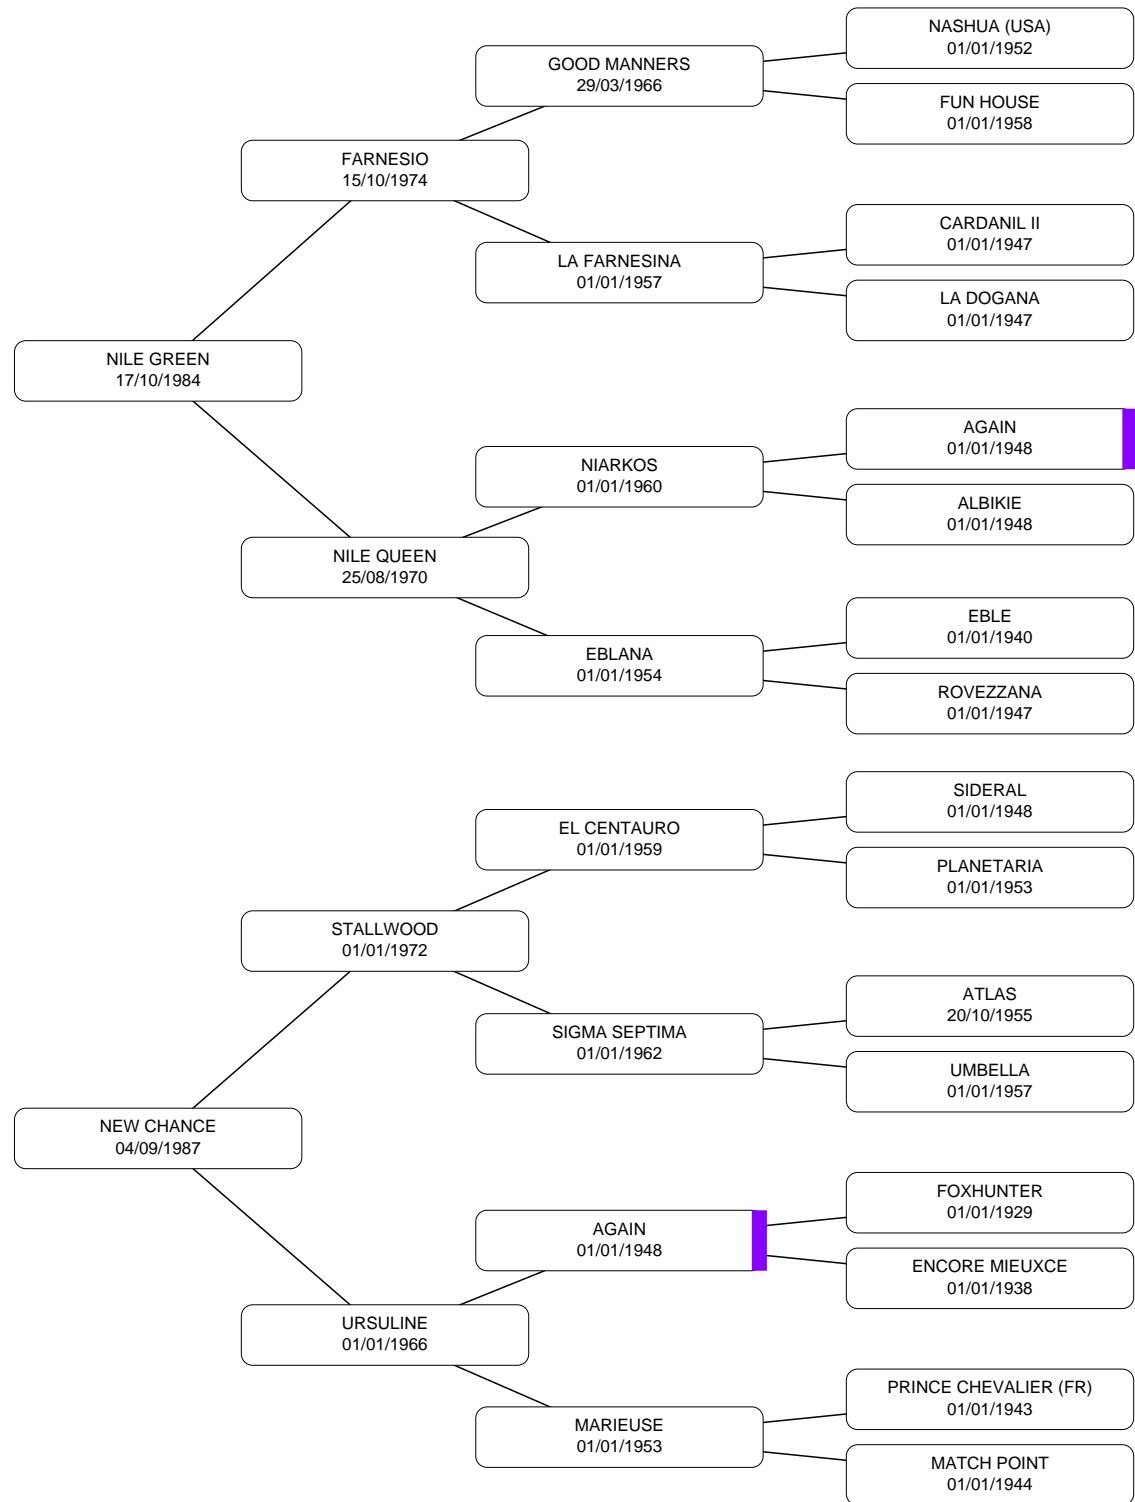 NASHUA (USA)
01/01/1952
GOOD MANNERS
29/03/1966
FUN HOUSE
01/01/1958
FARNESIO
15/10/1974
CARDANIL II
01/01/1947
LA FARNESINA
01/01/1957
LA DOGANA
01/01/1947
NILE GREEN
17/10/1984
AGAIN
01/01/1948
NIARKOS
01/01/1960
ALBIKIE
01/01/1948
NILE QUEEN
25/08/1970
EBLE
01/01/1940
EBLANA
01/01/1954
ROVEZZANA
01/01/1947
SIDERAL
01/01/1948
EL CENTAURO
01/01/1959
PLANETARIA
01/01/1953
STALLWOOD
01/01/1972
ATLAS
20/10/1955
SIGMA SEPTIMA
01/01/1962
UMBELLA
01/01/1957
NEW CHANCE
04/09/1987
FOXHUNTER
01/01/1929
AGAIN
01/01/1948
ENCORE MIEUXCE
01/01/1938
URSULINE
01/01/1966
PRINCE CHEVALIER (FR)
01/01/1943
MARIEUSE
01/01/1953
MATCH POINT
01/01/1944